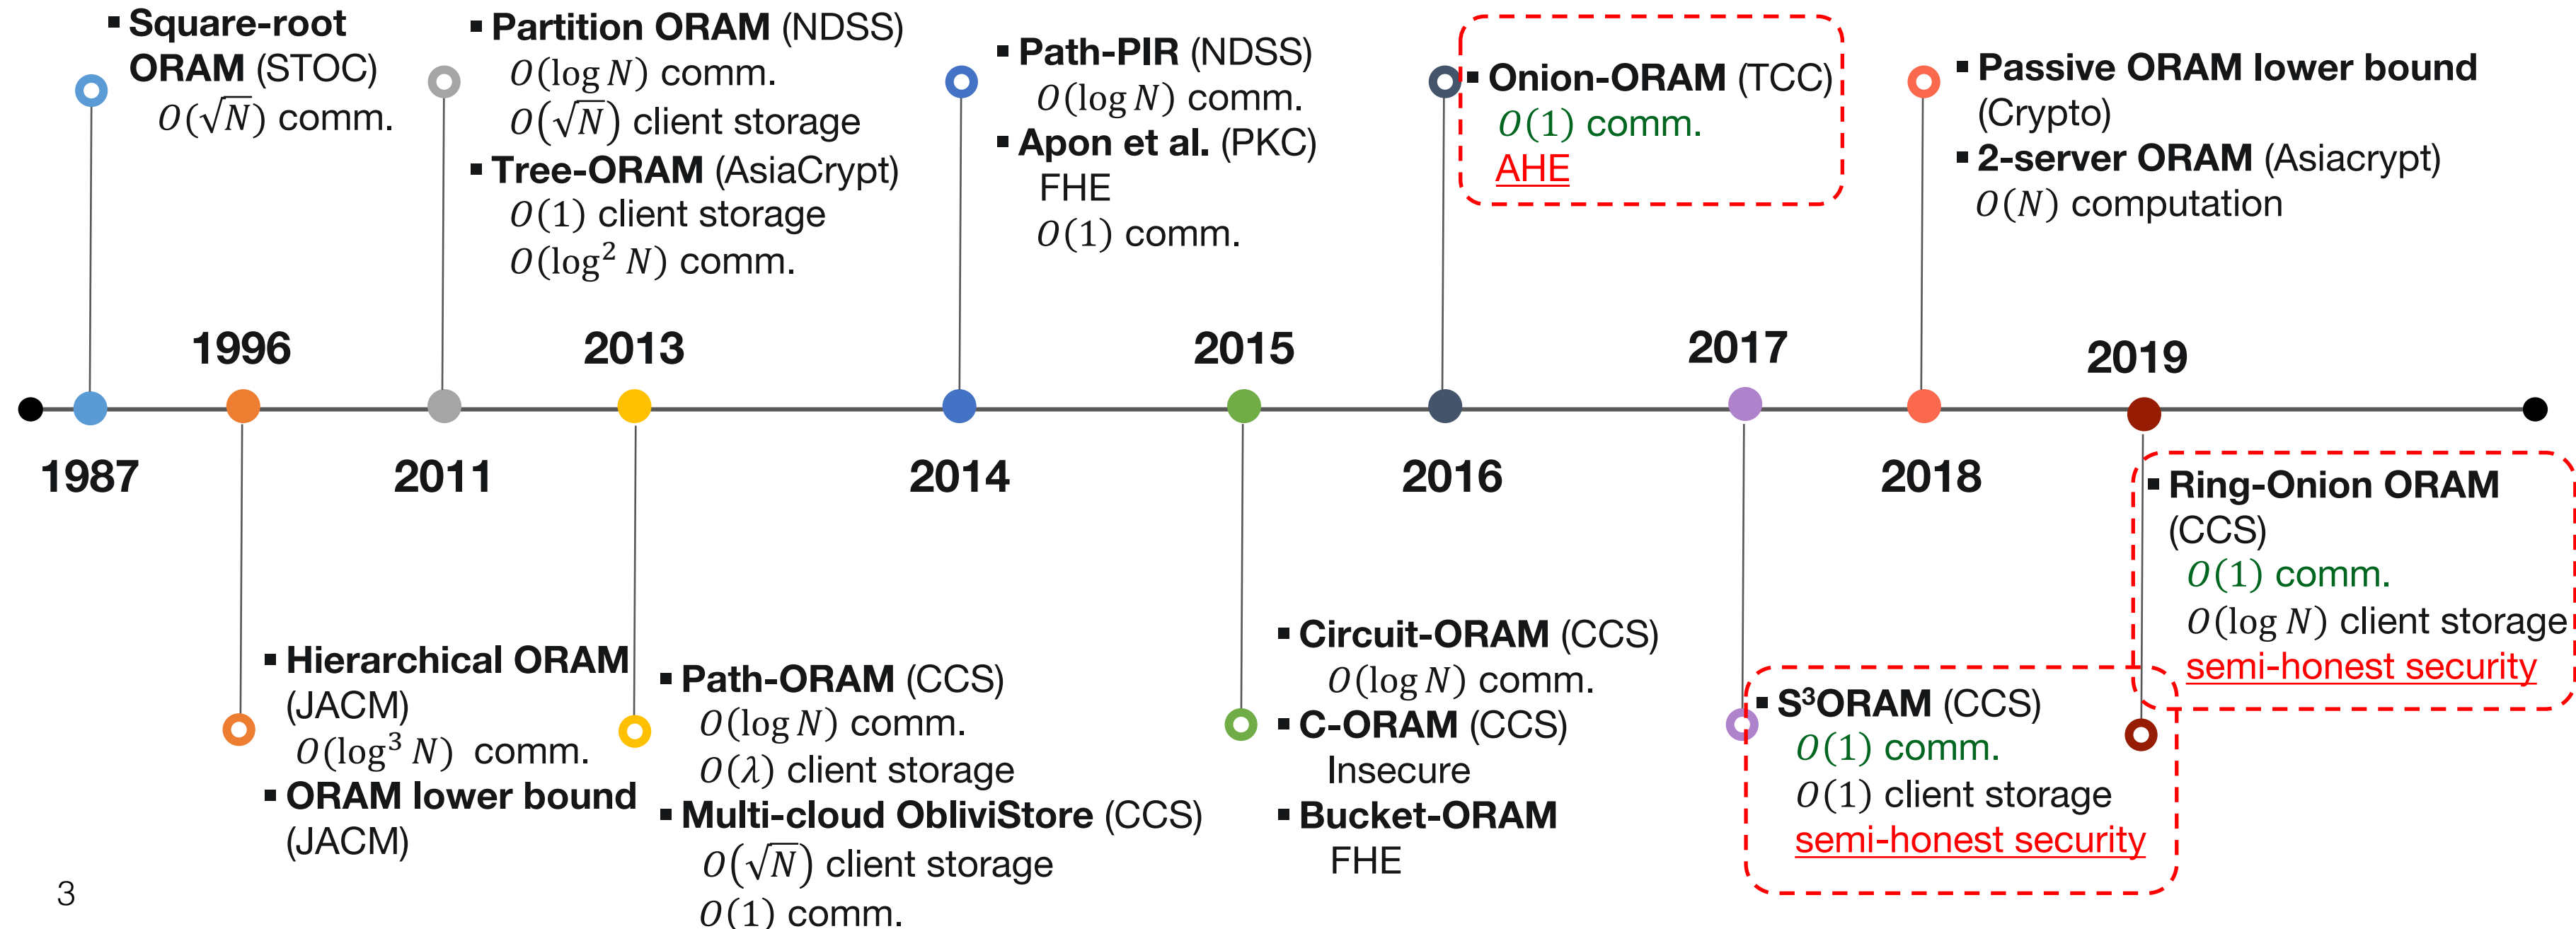 ▪ Square-root
ORAM (STOC)
O(√N) comm.
▪ Partition ORAM (NDSS)
O(log N) comm.
O(√N) client storage
▪ Tree-ORAM (AsiaCrypt)
O(1) client storage
O(log² N) comm.
▪ Path-PIR (NDSS)
O(log N) comm.
▪ Apon et al. (PKC)
FHE
O(1) comm.
▪ Onion-ORAM (TCC)
O(1) comm.
AHE
▪ Passive ORAM lower bound
(Crypto)
▪ 2-server ORAM (Asiacrypt)
O(N) computation
1996
2013
2015
2017
2019
1987
2011
2014
2016
2018
▪ Hierarchical ORAM
(JACM)
O(log³ N) comm.
▪ ORAM lower bound
(JACM)
▪ Path-ORAM (CCS)
O(log N) comm.
O(λ) client storage
▪ Multi-cloud ObliviStore (CCS)
O(√N) client storage
O(1) comm.
▪ Circuit-ORAM (CCS)
O(log N) comm.
▪ C-ORAM (CCS)
Insecure
▪ Bucket-ORAM
FHE
▪ S³ORAM (CCS)
O(1) comm.
O(1) client storage
semi-honest security
▪ Ring-Onion ORAM
(CCS)
O(1) comm.
O(log N) client storage
semi-honest security
3